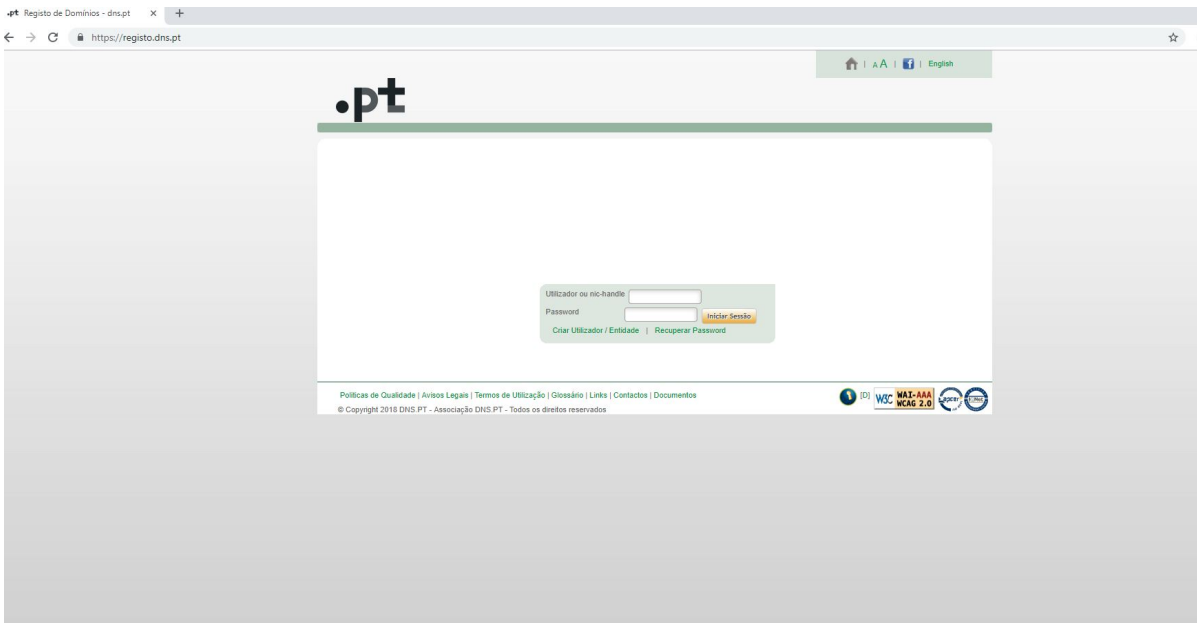 .pt Registo de Domínios - dns.pt
https://registo.dns.pt
A A | English
.pt
Utilizador ou nic-handle
Password
Iniciar Sessão
Criar Utilizador / Entidade | Recuperar Password
Políticas de Qualidade | Avisos Legais | Termos de Utilização | Glossário | Links | Contactos | Documentos
[D] W3C WAI-AAA
WCAG 2.0
apcer
© Copyright 2018 DNS.PT - Associação DNS.PT - Todos os direitos reservados